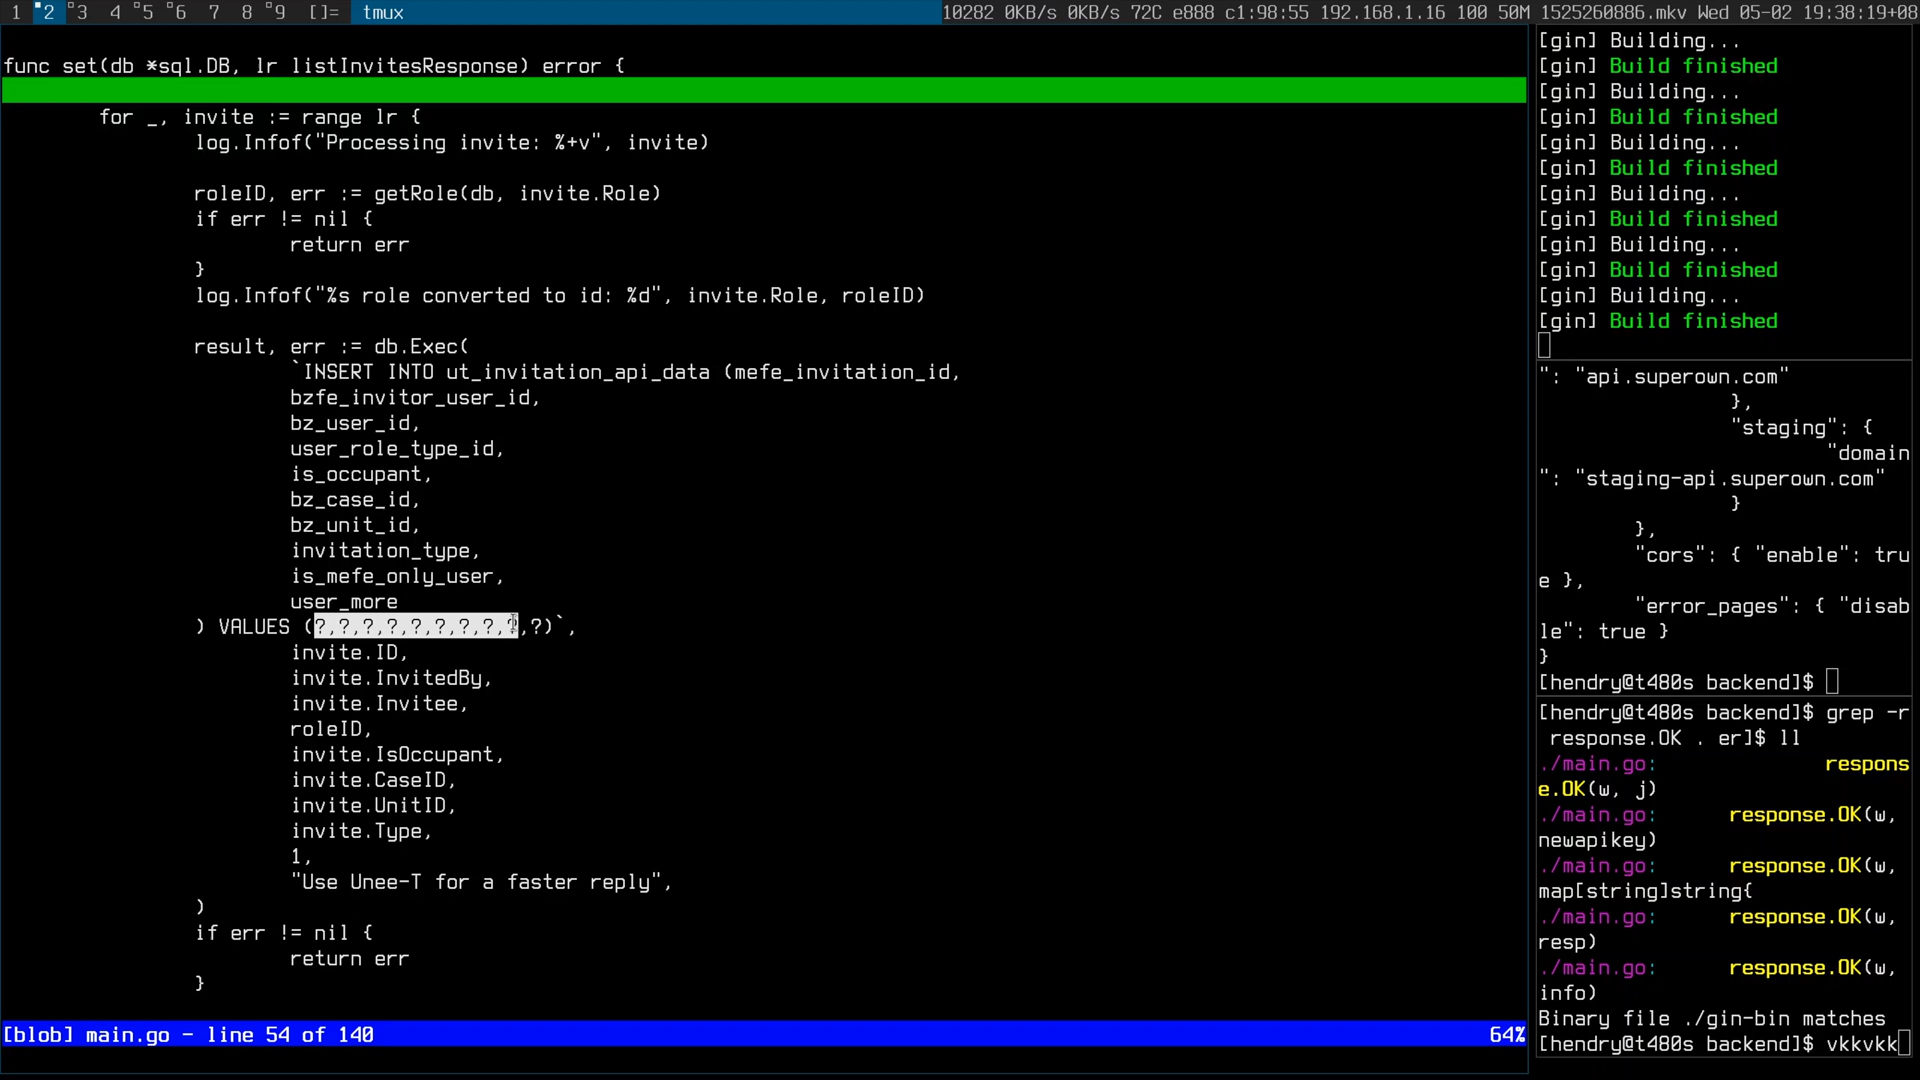 1 2 3 4 5 6 7 8 9 []= tmux 10282 0KB/s 0KB/s 72C e888 c1:98:55 192.168.1.16 100 50M 1525260886.mkv Wed 05-02 19:38:19+08
func set(db *sql.DB, lr listInvitesResponse) error {
for _, invite := range lr {
log.Infof("Processing invite: %+v", invite)
roleID, err := getRole(db, invite.Role)
if err != nil {
return err
}
log.Infof("%s role converted to id: %d", invite.Role, roleID)
result, err := db.Exec(
`INSERT INTO ut_invitation_api_data (mefe_invitation_id,
bzfe_invitor_user_id,
bz_user_id,
user_role_type_id,
is_occupant,
bz_case_id,
bz_unit_id,
invitation_type,
is_mefe_only_user,
user_more
) VALUES (?,?,?,?,?,?,?,?,?,?)`,
invite.ID,
invite.InvitedBy,
invite.Invitee,
roleID,
invite.IsOccupant,
invite.CaseID,
invite.UnitID,
invite.Type,
1,
"Use Unee-T for a faster reply",
)
if err != nil {
return err
}
[blob] main.go - line 54 of 140 64%
[gin] Building...
[gin] Build finished
[gin] Building...
[gin] Build finished
[gin] Building...
[gin] Build finished
[gin] Building...
[gin] Build finished
[gin] Building...
[gin] Build finished
[gin] Building...
[gin] Build finished
": "api.superown.com"
},
"staging": {
"domain
": "staging-api.superown.com"
}
},
"cors": { "enable": tru
e },
"error_pages": { "disab
le": true }
}
[hendry@t480s backend]$
[hendry@t480s backend]$ grep -r
response.OK . er]$ ll
./main.go: respons
e.OK(w, j)
./main.go: response.OK(w,
newapikey)
./main.go: response.OK(w,
map[string]string{
./main.go: response.OK(w,
resp)
./main.go: response.OK(w,
info)
Binary file ./gin-bin matches
[hendry@t480s backend]$ vkkvkk